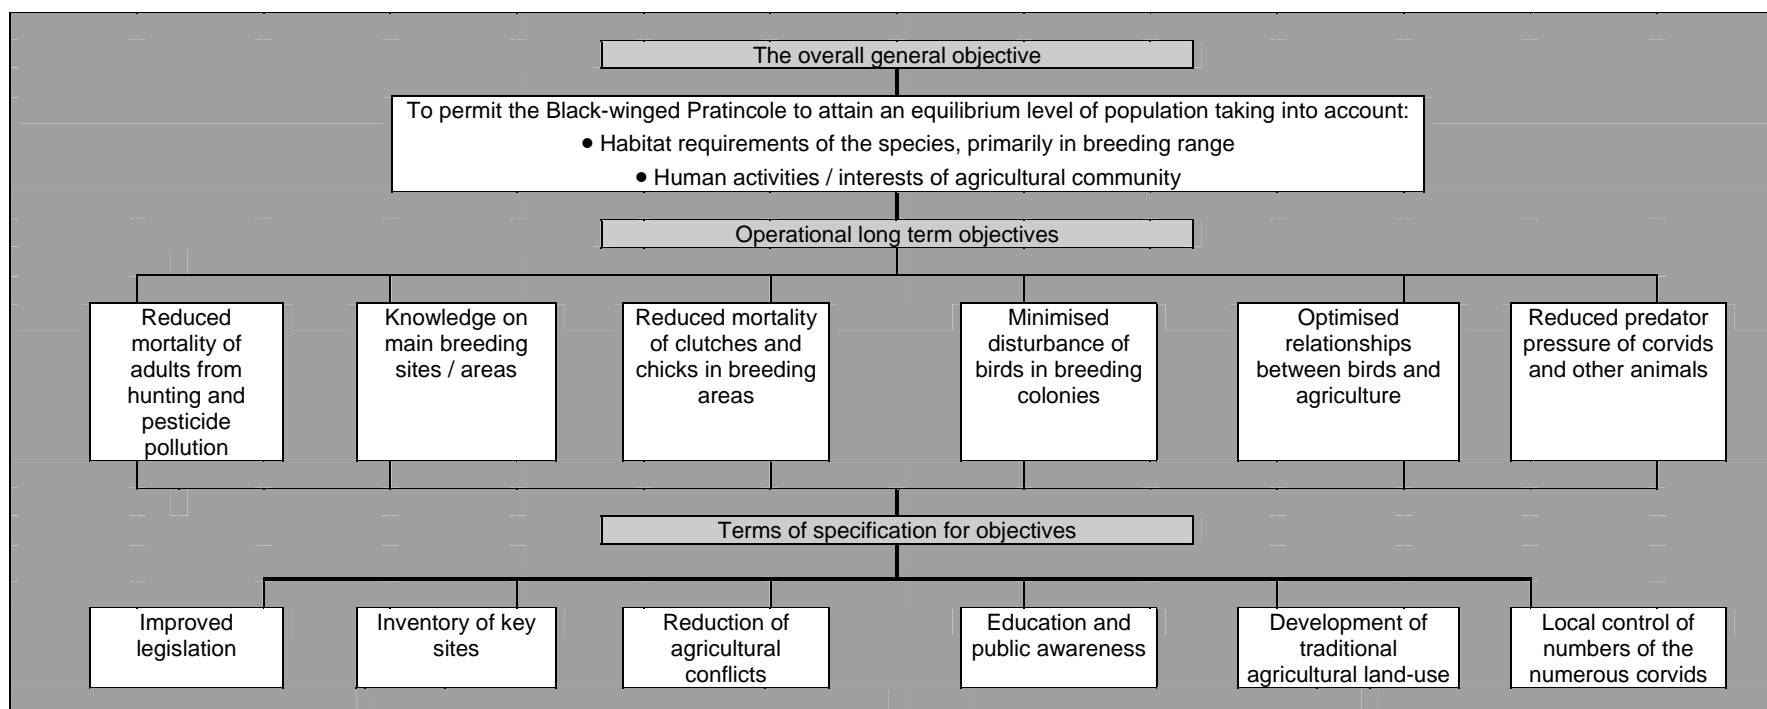 The overall general objective
To permit the Black-winged Pratincole to attain an equilibrium level of population taking into account:
● Habitat requirements of the species, primarily in breeding range
● Human activities / interests of agricultural community
Operational long term objectives
Reduced
mortality of
adults from
hunting and
pesticide
pollution
Knowledge on
main breeding
sites / areas
Reduced mortality
of clutches and
chicks in breeding
areas
Minimised
disturbance of
birds in breeding
colonies
Optimised
relationships
between birds and
agriculture
Reduced predator
pressure of corvids
and other animals
Terms of specification for objectives
Improved
legislation
Inventory of key
sites
Reduction of
agricultural
conflicts
Education and
public awareness
Development of
traditional
agricultural land-use
Local control of
numbers of the
numerous corvids